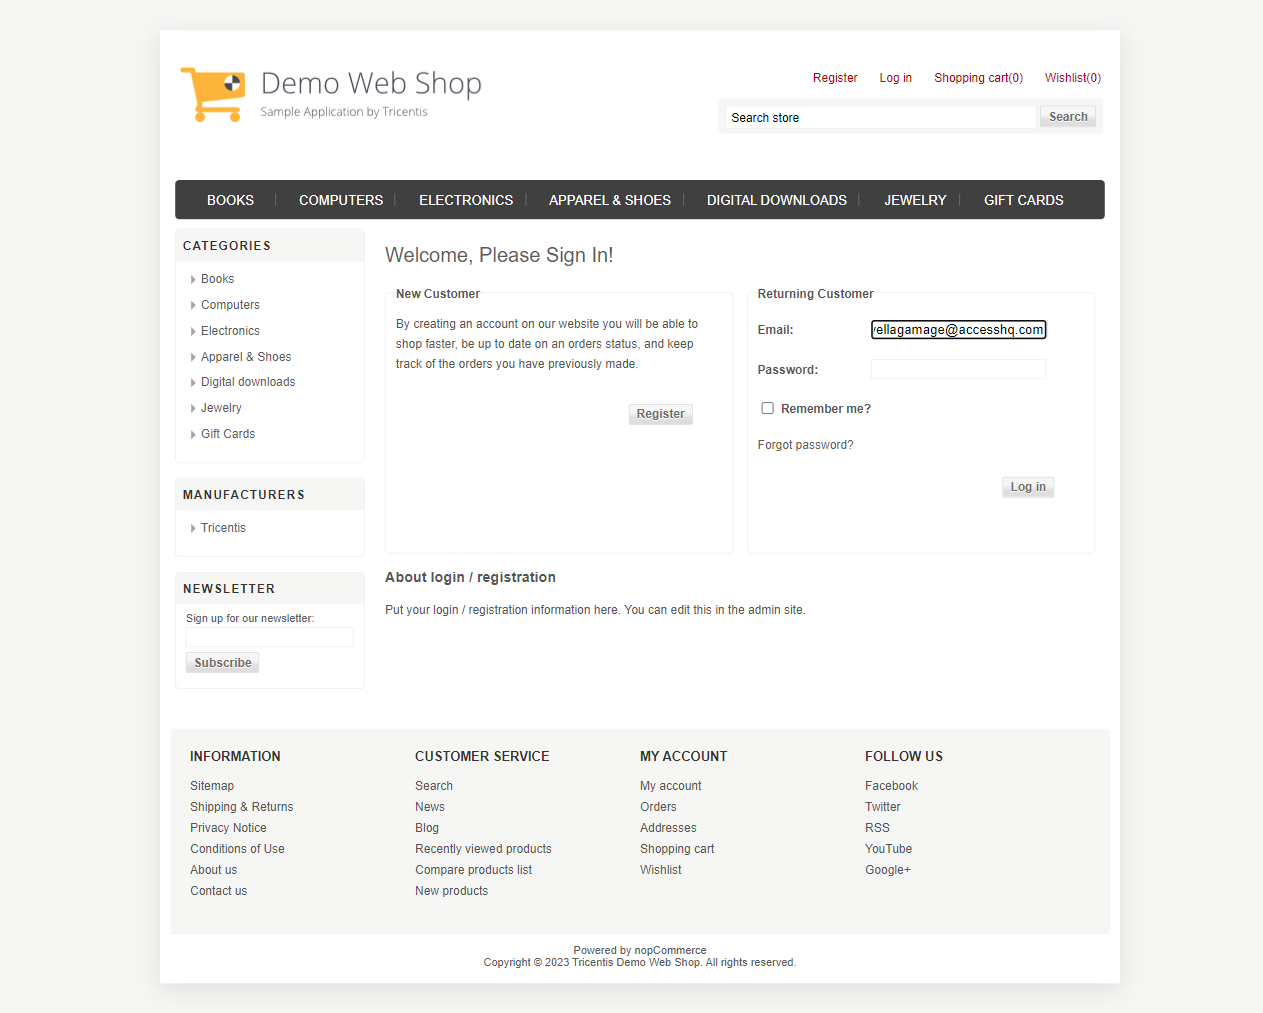 Demo Web Shop
Sample Application by Tricentis
Register Log in Shopping cart(0) Wishlist(0)
Search store Search
BOOKS COMPUTERS ELECTRONICS APPAREL & SHOES DIGITAL DOWNLOADS JEWELRY GIFT CARDS
CATEGORIES
Books
Computers
Electronics
Apparel & Shoes
Digital downloads
Jewelry
Gift Cards
MANUFACTURERS
Tricentis
NEWSLETTER
Sign up for our newsletter:
Subscribe
Welcome, Please Sign In!
New Customer
By creating an account on our website you will be able to
shop faster, be up to date on an orders status, and keep
track of the orders you have previously made.
Register
Returning Customer
Email: vellagamage@accesshq.com
Password:
Remember me?
Forgot password?
Log in
About login / registration
Put your login / registration information here. You can edit this in the admin site.
INFORMATION
Sitemap
Shipping & Returns
Privacy Notice
Conditions of Use
About us
Contact us
CUSTOMER SERVICE
Search
News
Blog
Recently viewed products
Compare products list
New products
MY ACCOUNT
My account
Orders
Addresses
Shopping cart
Wishlist
FOLLOW US
Facebook
Twitter
RSS
YouTube
Google+
Powered by nopCommerce
Copyright © 2023 Tricentis Demo Web Shop. All rights reserved.